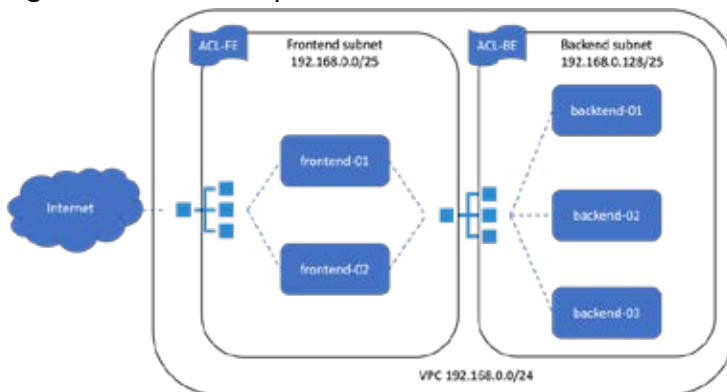 ACL-FE
Frontend subnet
192.168.0.0/25
ACL-BE
Backend subnet
192.168.0.128/25
backtend-01
frontend-01
Internet
backend-02
frontend-02
backend-03
VPC 192.168.0.0/24